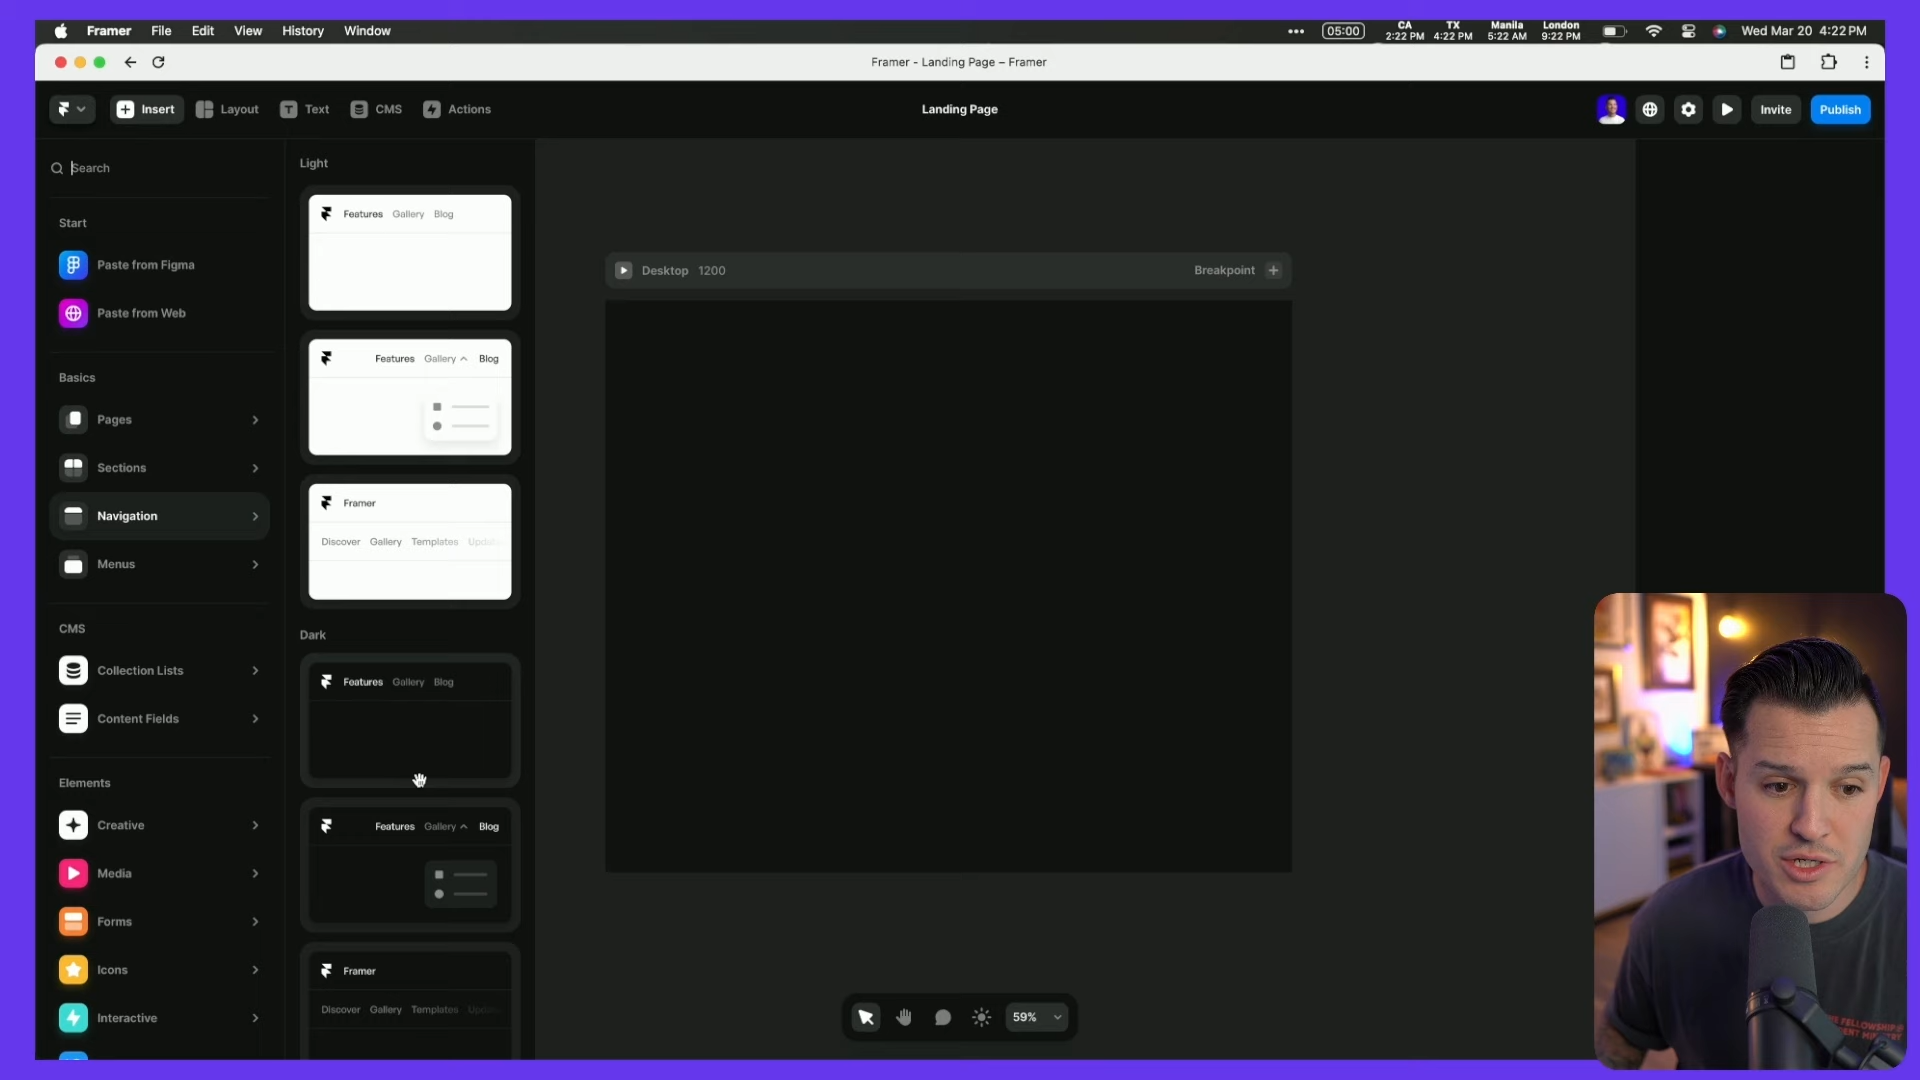 Framer File Edit View History Window
05:00
CA TX Manila London
2:22 PM 4:22 PM 5:22 AM 9:22 PM
Wed Mar 20 4:22 PM
Framer - Landing Page – Framer
Insert Layout Text CMS Actions
Landing Page
Invite Publish
Search
Start
Paste from Figma
Paste from Web
Basics
Pages
Sections
Navigation
Menus
CMS
Collection Lists
Content Fields
Elements
Creative
Media
Forms
Icons
Interactive
Light
Features Gallery Blog
Features Gallery Blog
Framer
Discover Gallery Templates
Dark
Features Gallery Blog
Features Gallery Blog
Framer
Discover Gallery Templates
Desktop 1200
Breakpoint
59%
FELLOWSHIP